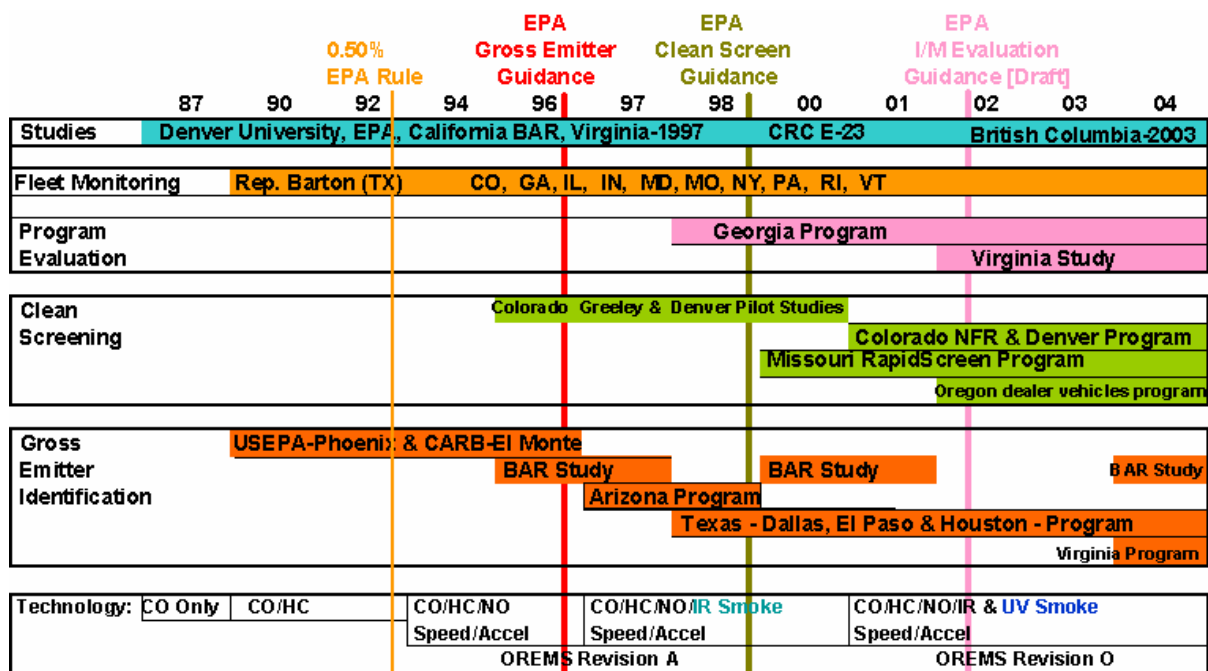 EPA
Gross Emitter
Guidance
EPA
Clean Screen
Guidance
EPA
I/M Evaluation
Guidance [Draft]
0.50%
EPA Rule
87 90 92 94 96 97 98 00 01 02 03 04
Studies Denver University, EPA, California BAR, Virginia-1997 CRC E-23 British Columbia-2003
Fleet Monitoring Rep. Barton (TX) CO, GA, IL, IN, MD, MO, NY, PA, RI, VT
Program Georgia Program
Evaluation Virginia Study
Clean Colorado Greeley & Denver Pilot Studies
Screening Colorado NFR & Denver Program
Missouri RapidScreen Program
Oregon dealer vehicles program
Gross USEPA-Phoenix & CARB-El Monte
Emitter BAR Study BAR Study BAR Study
Identification Arizona Program
Texas - Dallas, El Paso & Houston - Program
Virginia Program
Technology: CO Only CO/HC CO/HC/NO CO/HC/NO/IR Smoke CO/HC/NO/IR & UV Smoke
Speed/Accel Speed/Accel Speed/Accel
OREMS Revision A OREMS Revision O